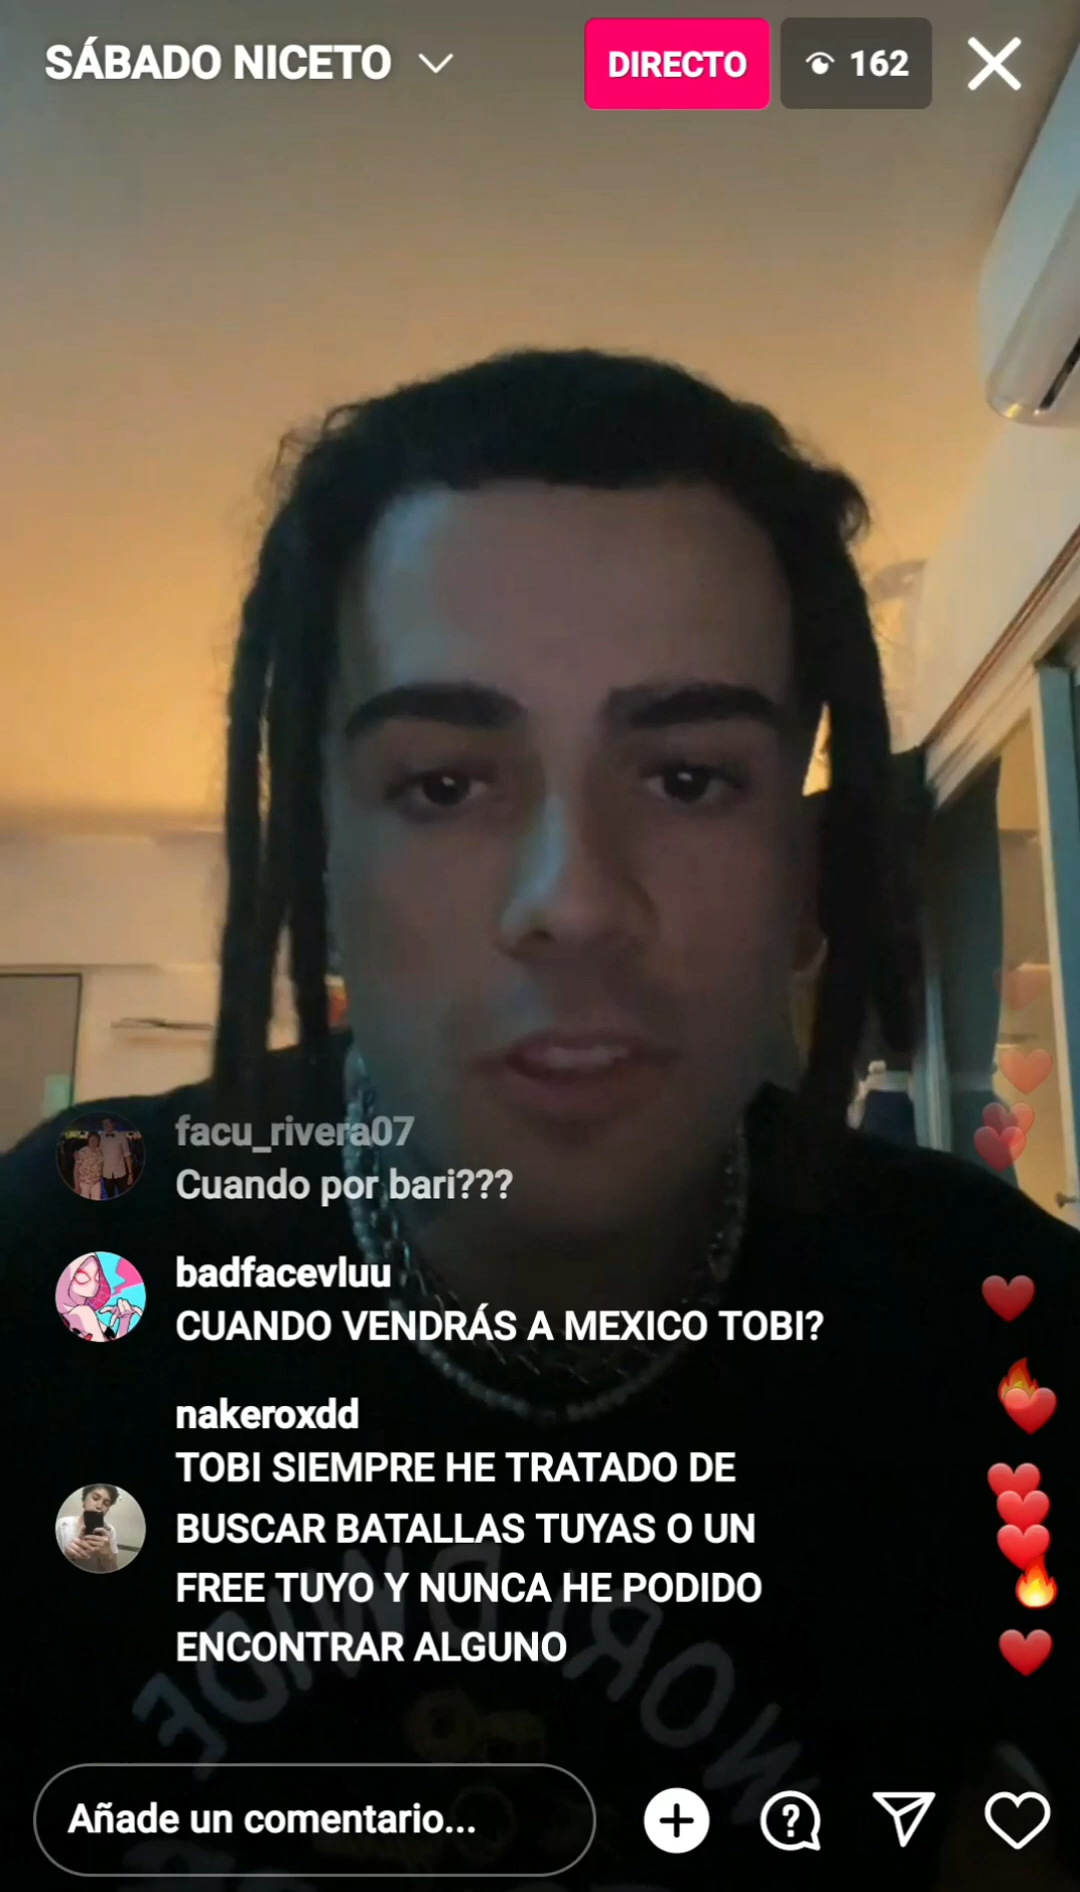 SÁBADO NICETO
DIRECTO
162
facu_rivera07
Cuando por bari???
badfacevluu
CUANDO VENDRÁS A MEXICO TOBI?
nakeroxdd
TOBI SIEMPRE HE TRATADO DE
BUSCAR BATALLAS TUYAS O UN
FREE TUYO Y NUNCA HE PODIDO
ENCONTRAR ALGUNO
WORLDWIDE
Añade un comentario...